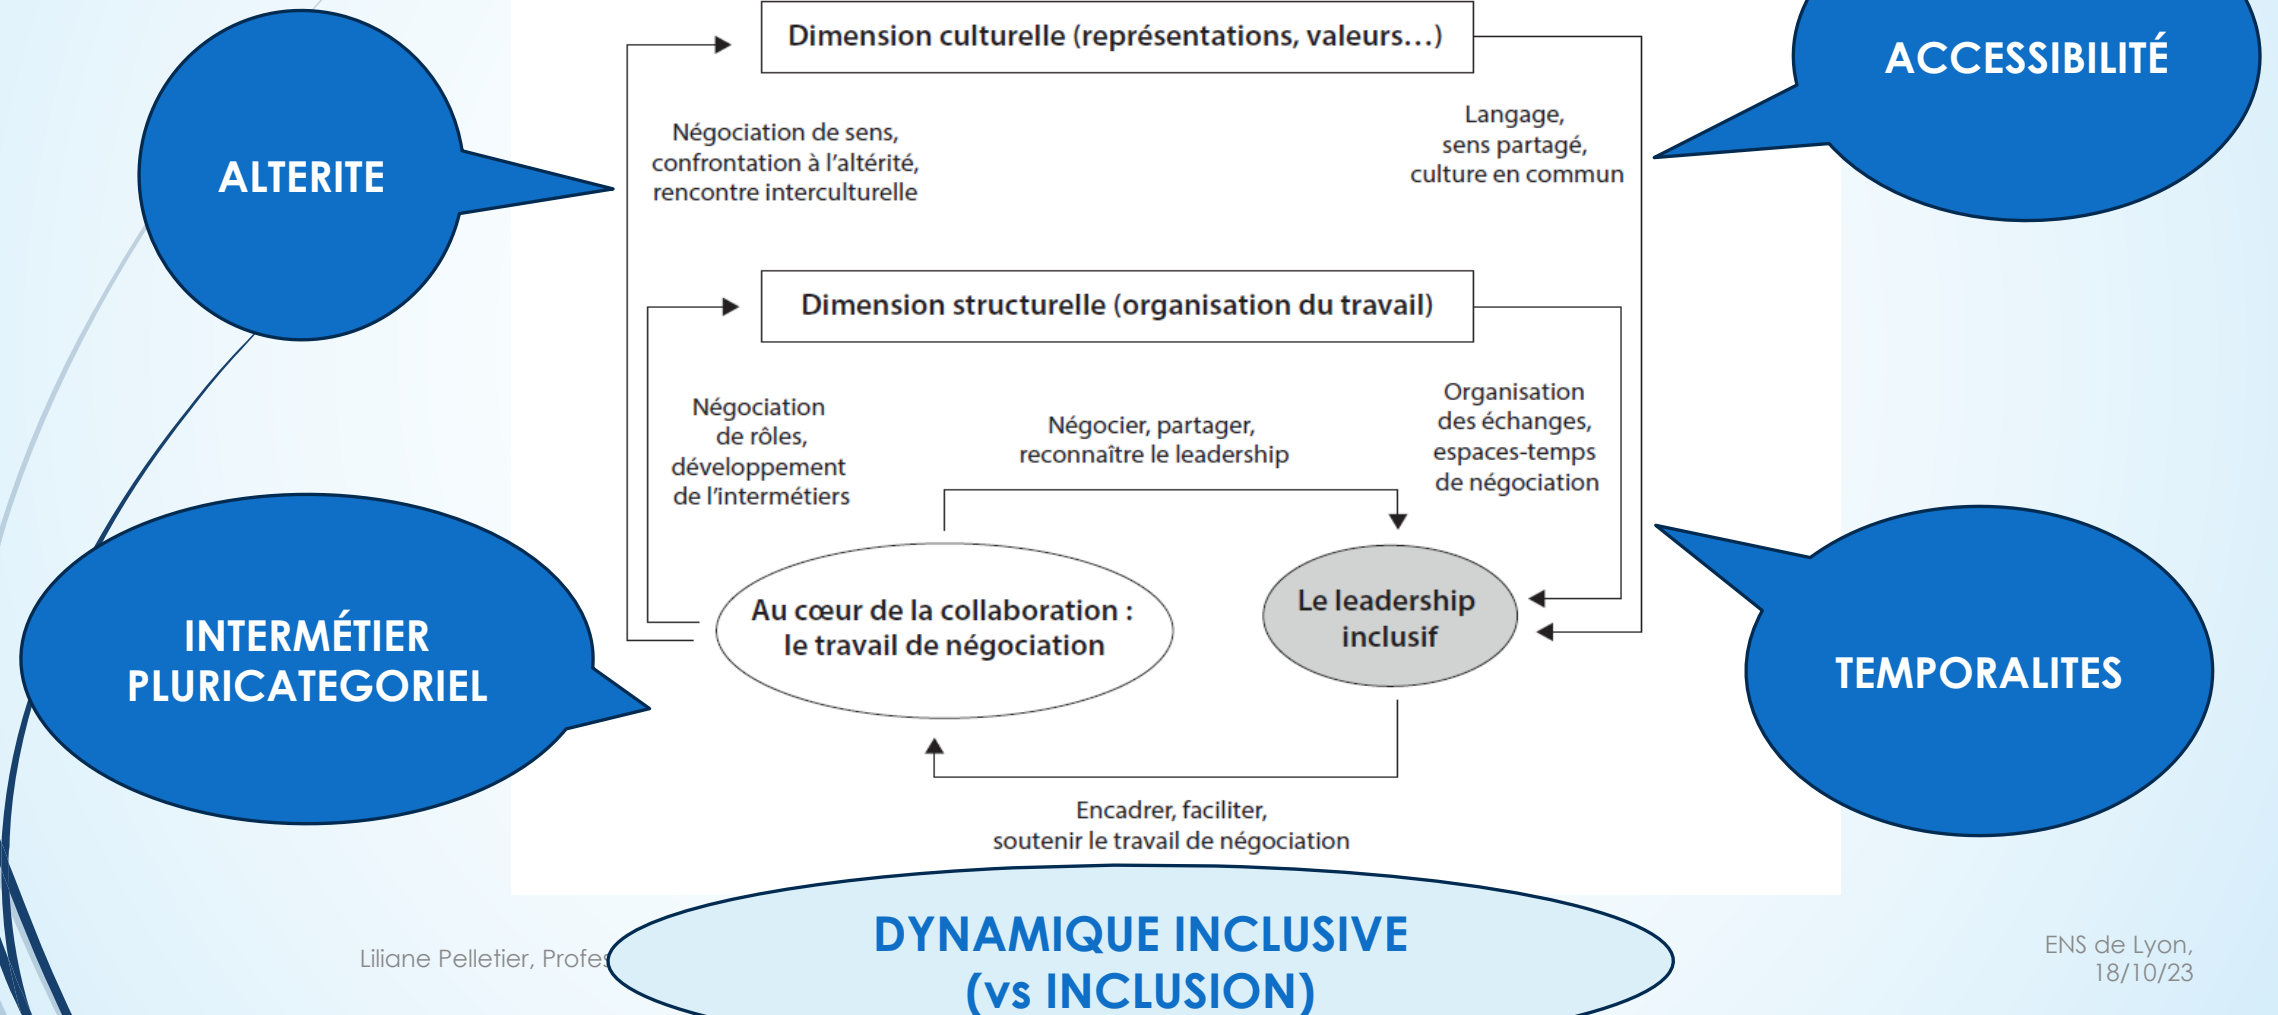 Dimension culturelle (représentations, valeurs...)
ACCESSIBILITÉ
Négociation de sens,
confrontation à l'altérité,
rencontre interculturelle
Langage,
sens partagé,
culture en commun
ALTERITE
Dimension structurelle (organisation du travail)
Négociation
de rôles,
développement
de l'intermétiers
Négocier, partager,
reconnaître le leadership
Organisation
des échanges,
espaces-temps
de négociation
Au cœur de la collaboration :
le travail de négociation
Le leadership
inclusif
INTERMÉTIER
PLURICATEGORIEL
TEMPORALITES
Encadrer, faciliter,
soutenir le travail de négociation
DYNAMIQUE INCLUSIVE
(vs INCLUSION)
Liliane Pelletier,
ENS de Lyon,
18/10/23